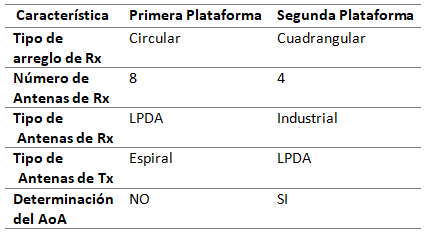 Característica Primera Plataforma Segunda Plataforma
Tipo de Circular Cuadrangular
arreglo de Rx
Número de 8 4
Antenas de Rx
Tipo de LPDA Industrial
Antenas de Rx
Tipo de Espiral LPDA
Antenas de Tx
Determinación NO SI
del AoA